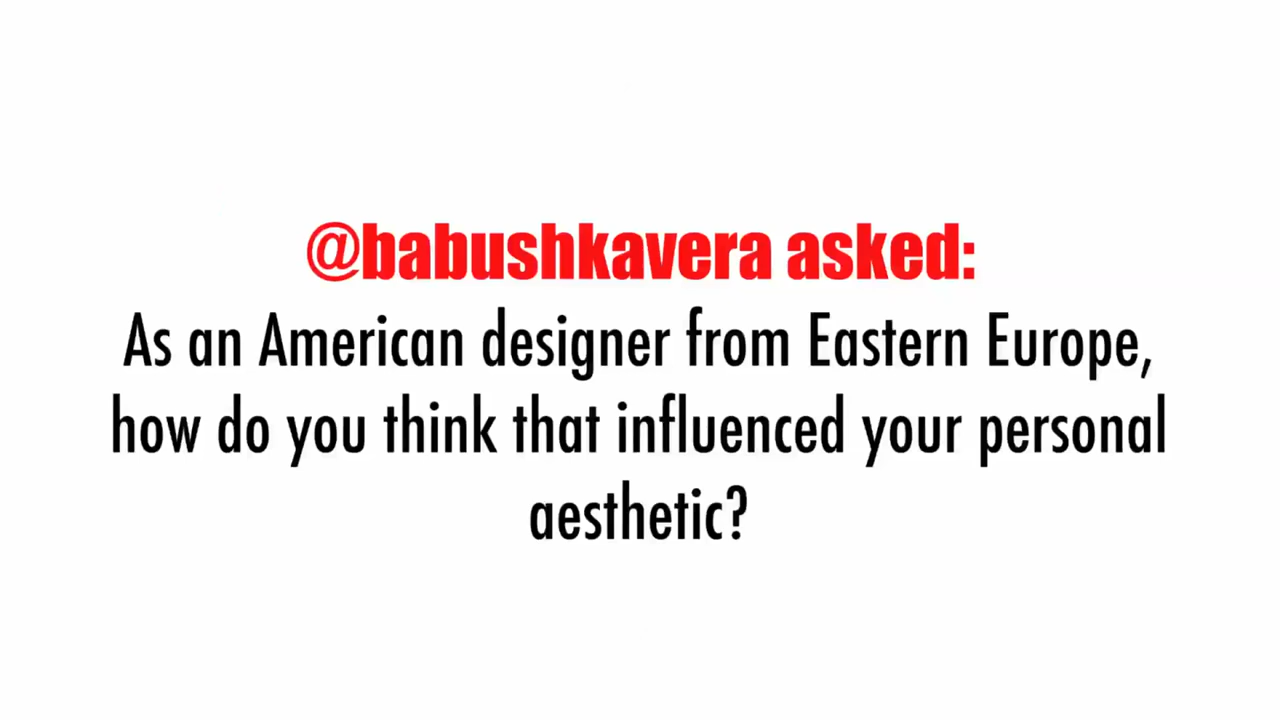 @babushkavera asked:
As an American designer from Eastern Europe,
how do you think that influenced your personal
aesthetic?